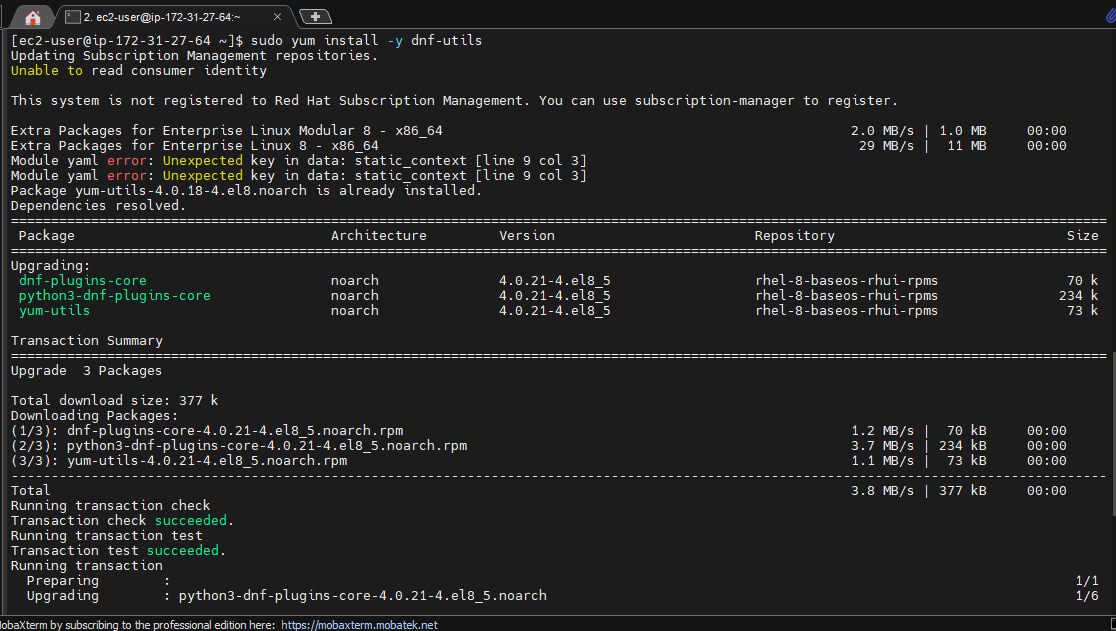 2. ec2-user@ip-172-31-27-64:~
[ec2-user@ip-172-31-27-64 ~]$ sudo yum install -y dnf-utils
Updating Subscription Management repositories.
Unable to read consumer identity
This system is not registered to Red Hat Subscription Management. You can use subscription-manager to register.
Extra Packages for Enterprise Linux Modular 8 - x86_64 2.0 MB/s | 1.0 MB 00:00
Extra Packages for Enterprise Linux 8 - x86_64 29 MB/s | 11 MB 00:00
Module yaml error: Unexpected key in data: static_context [line 9 col 3]
Module yaml error: Unexpected key in data: static_context [line 9 col 3]
Package yum-utils-4.0.18-4.el8.noarch is already installed.
Dependencies resolved.
================================================================================
Package Architecture Version Repository Size
================================================================================
Upgrading:
dnf-plugins-core noarch 4.0.21-4.el8_5 rhel-8-baseos-rhui-rpms 70 k
python3-dnf-plugins-core noarch 4.0.21-4.el8_5 rhel-8-baseos-rhui-rpms 234 k
yum-utils noarch 4.0.21-4.el8_5 rhel-8-baseos-rhui-rpms 73 k
Transaction Summary
================================================================================
Upgrade 3 Packages
Total download size: 377 k
Downloading Packages:
(1/3): dnf-plugins-core-4.0.21-4.el8_5.noarch.rpm 1.2 MB/s | 70 kB 00:00
(2/3): python3-dnf-plugins-core-4.0.21-4.el8_5.noarch.rpm 3.7 MB/s | 234 kB 00:00
(3/3): yum-utils-4.0.21-4.el8_5.noarch.rpm 1.1 MB/s | 73 kB 00:00
--------------------------------------------------------------------------------
Total 3.8 MB/s | 377 kB 00:00
Running transaction check
Transaction check succeeded.
Running transaction test
Transaction test succeeded.
Running transaction
Preparing : 1/1
Upgrading : python3-dnf-plugins-core-4.0.21-4.el8_5.noarch 1/6
lobaXterm by subscribing to the professional edition here: https://mobaxterm.mobatek.net